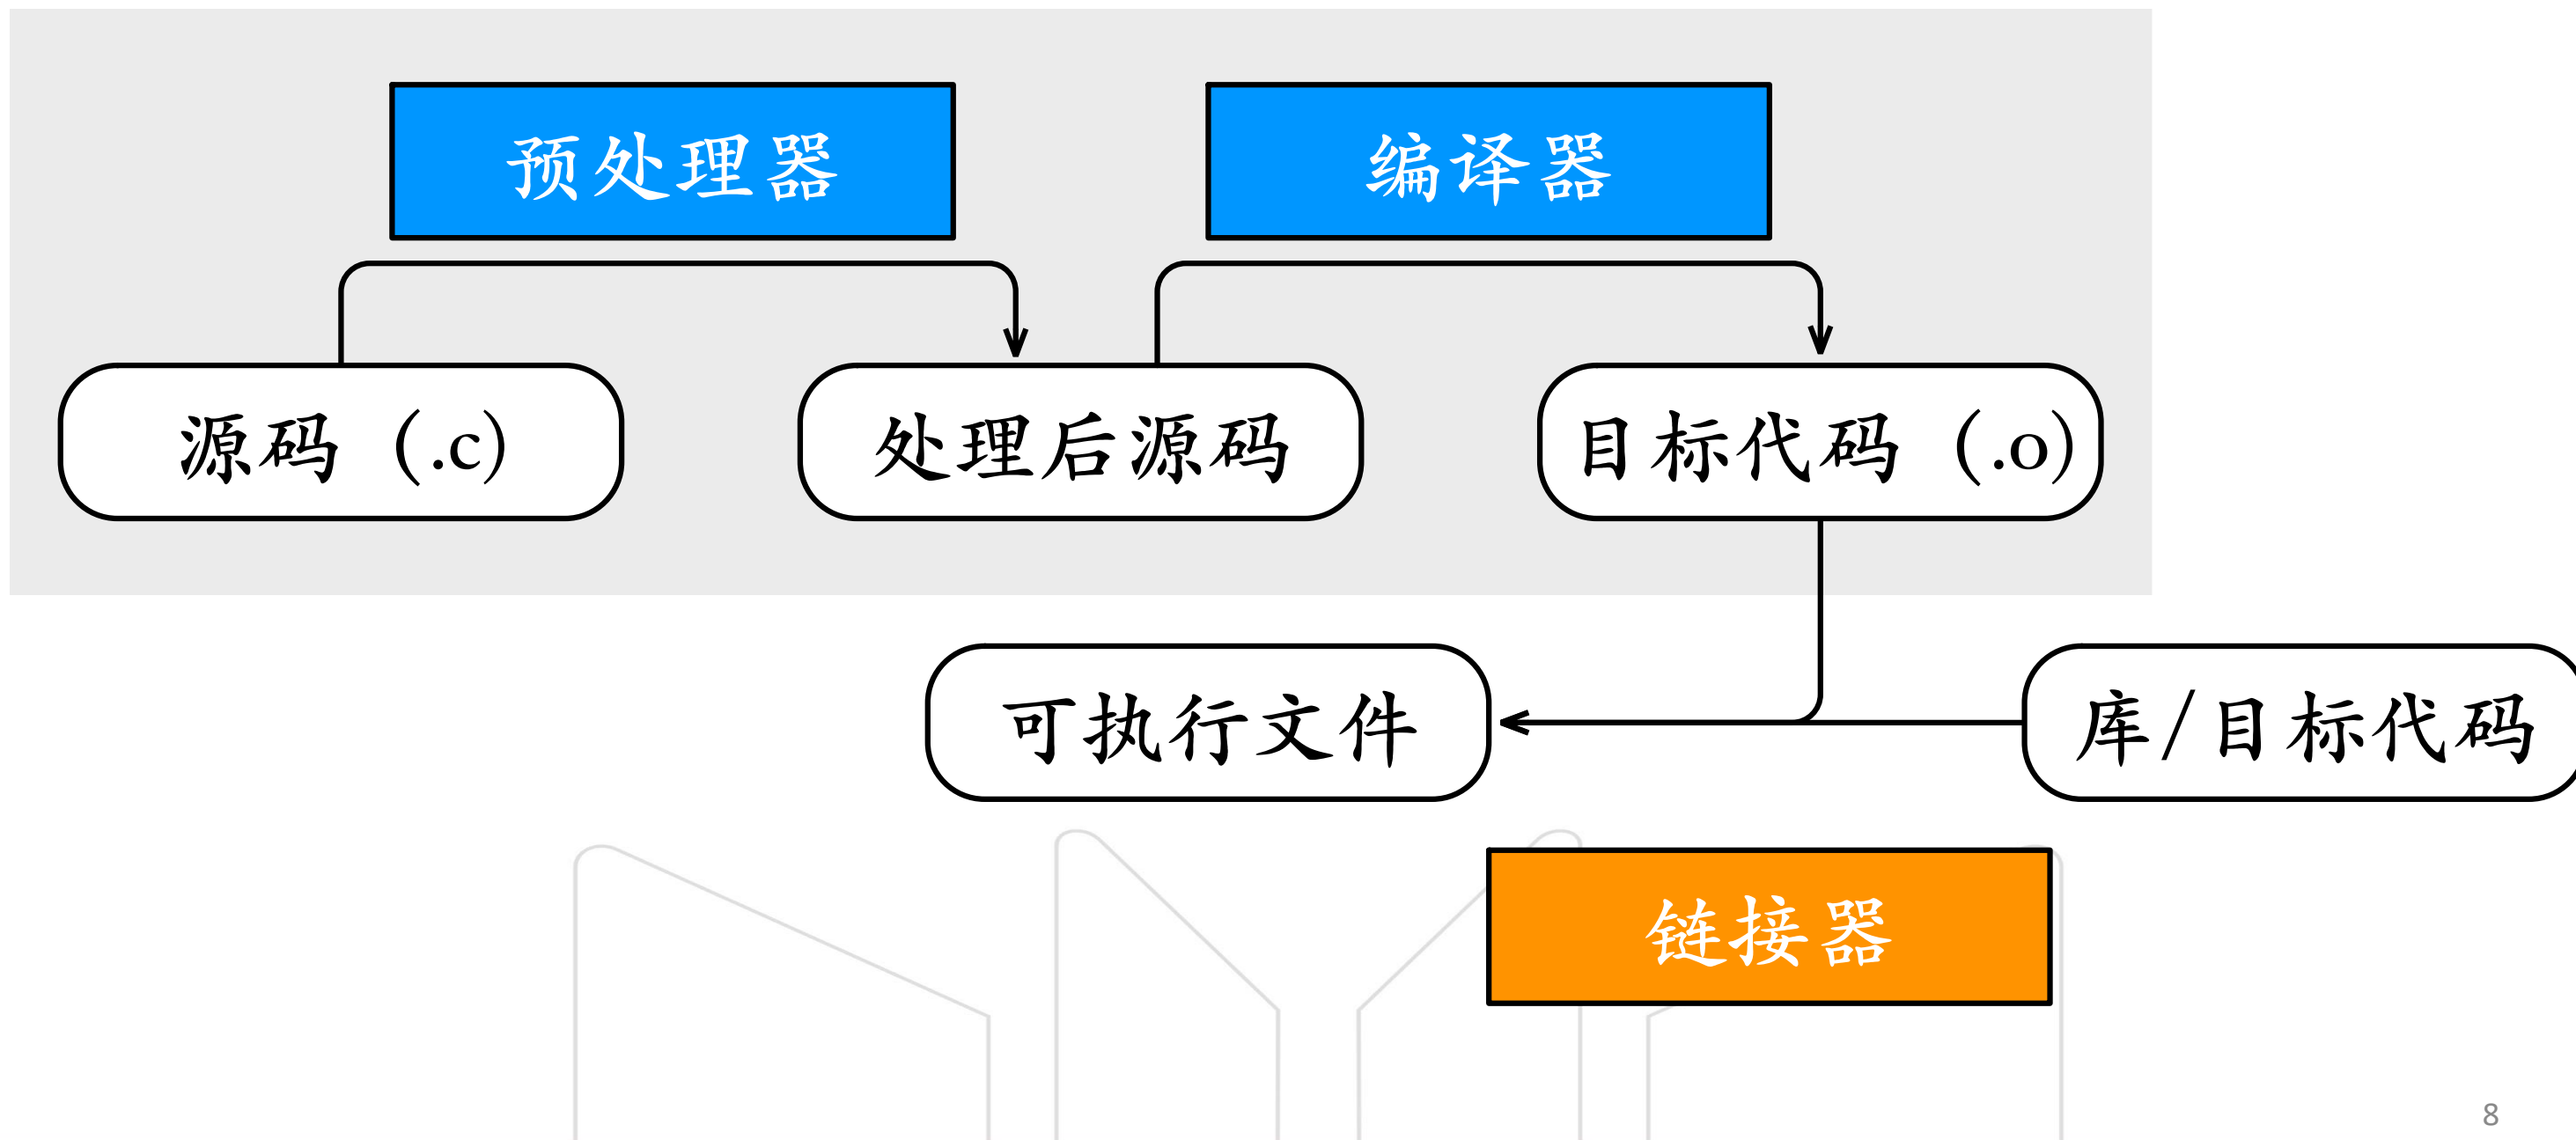 预处理器
编译器
源码（.c）
处理后源码
目标代码（.o）
可执行文件
库/目标代码
链接器
8